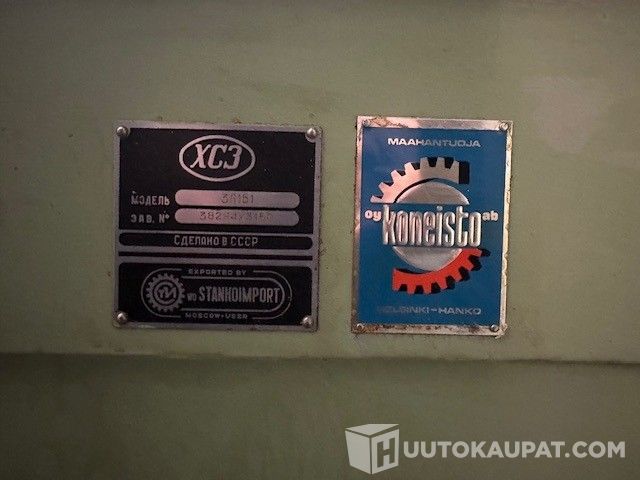 ХСЗ
МОДЕЛЬ 3А151
ЗАВ. №
СДЕЛАНО В СССР
EXPORTED BY
V/O STANKOIMPORT
MOSCOW-USSR
MAAHANTUOJA
oy koneisto ab
HELSINKI-HANKO
HUUTOKAUPAT.COM